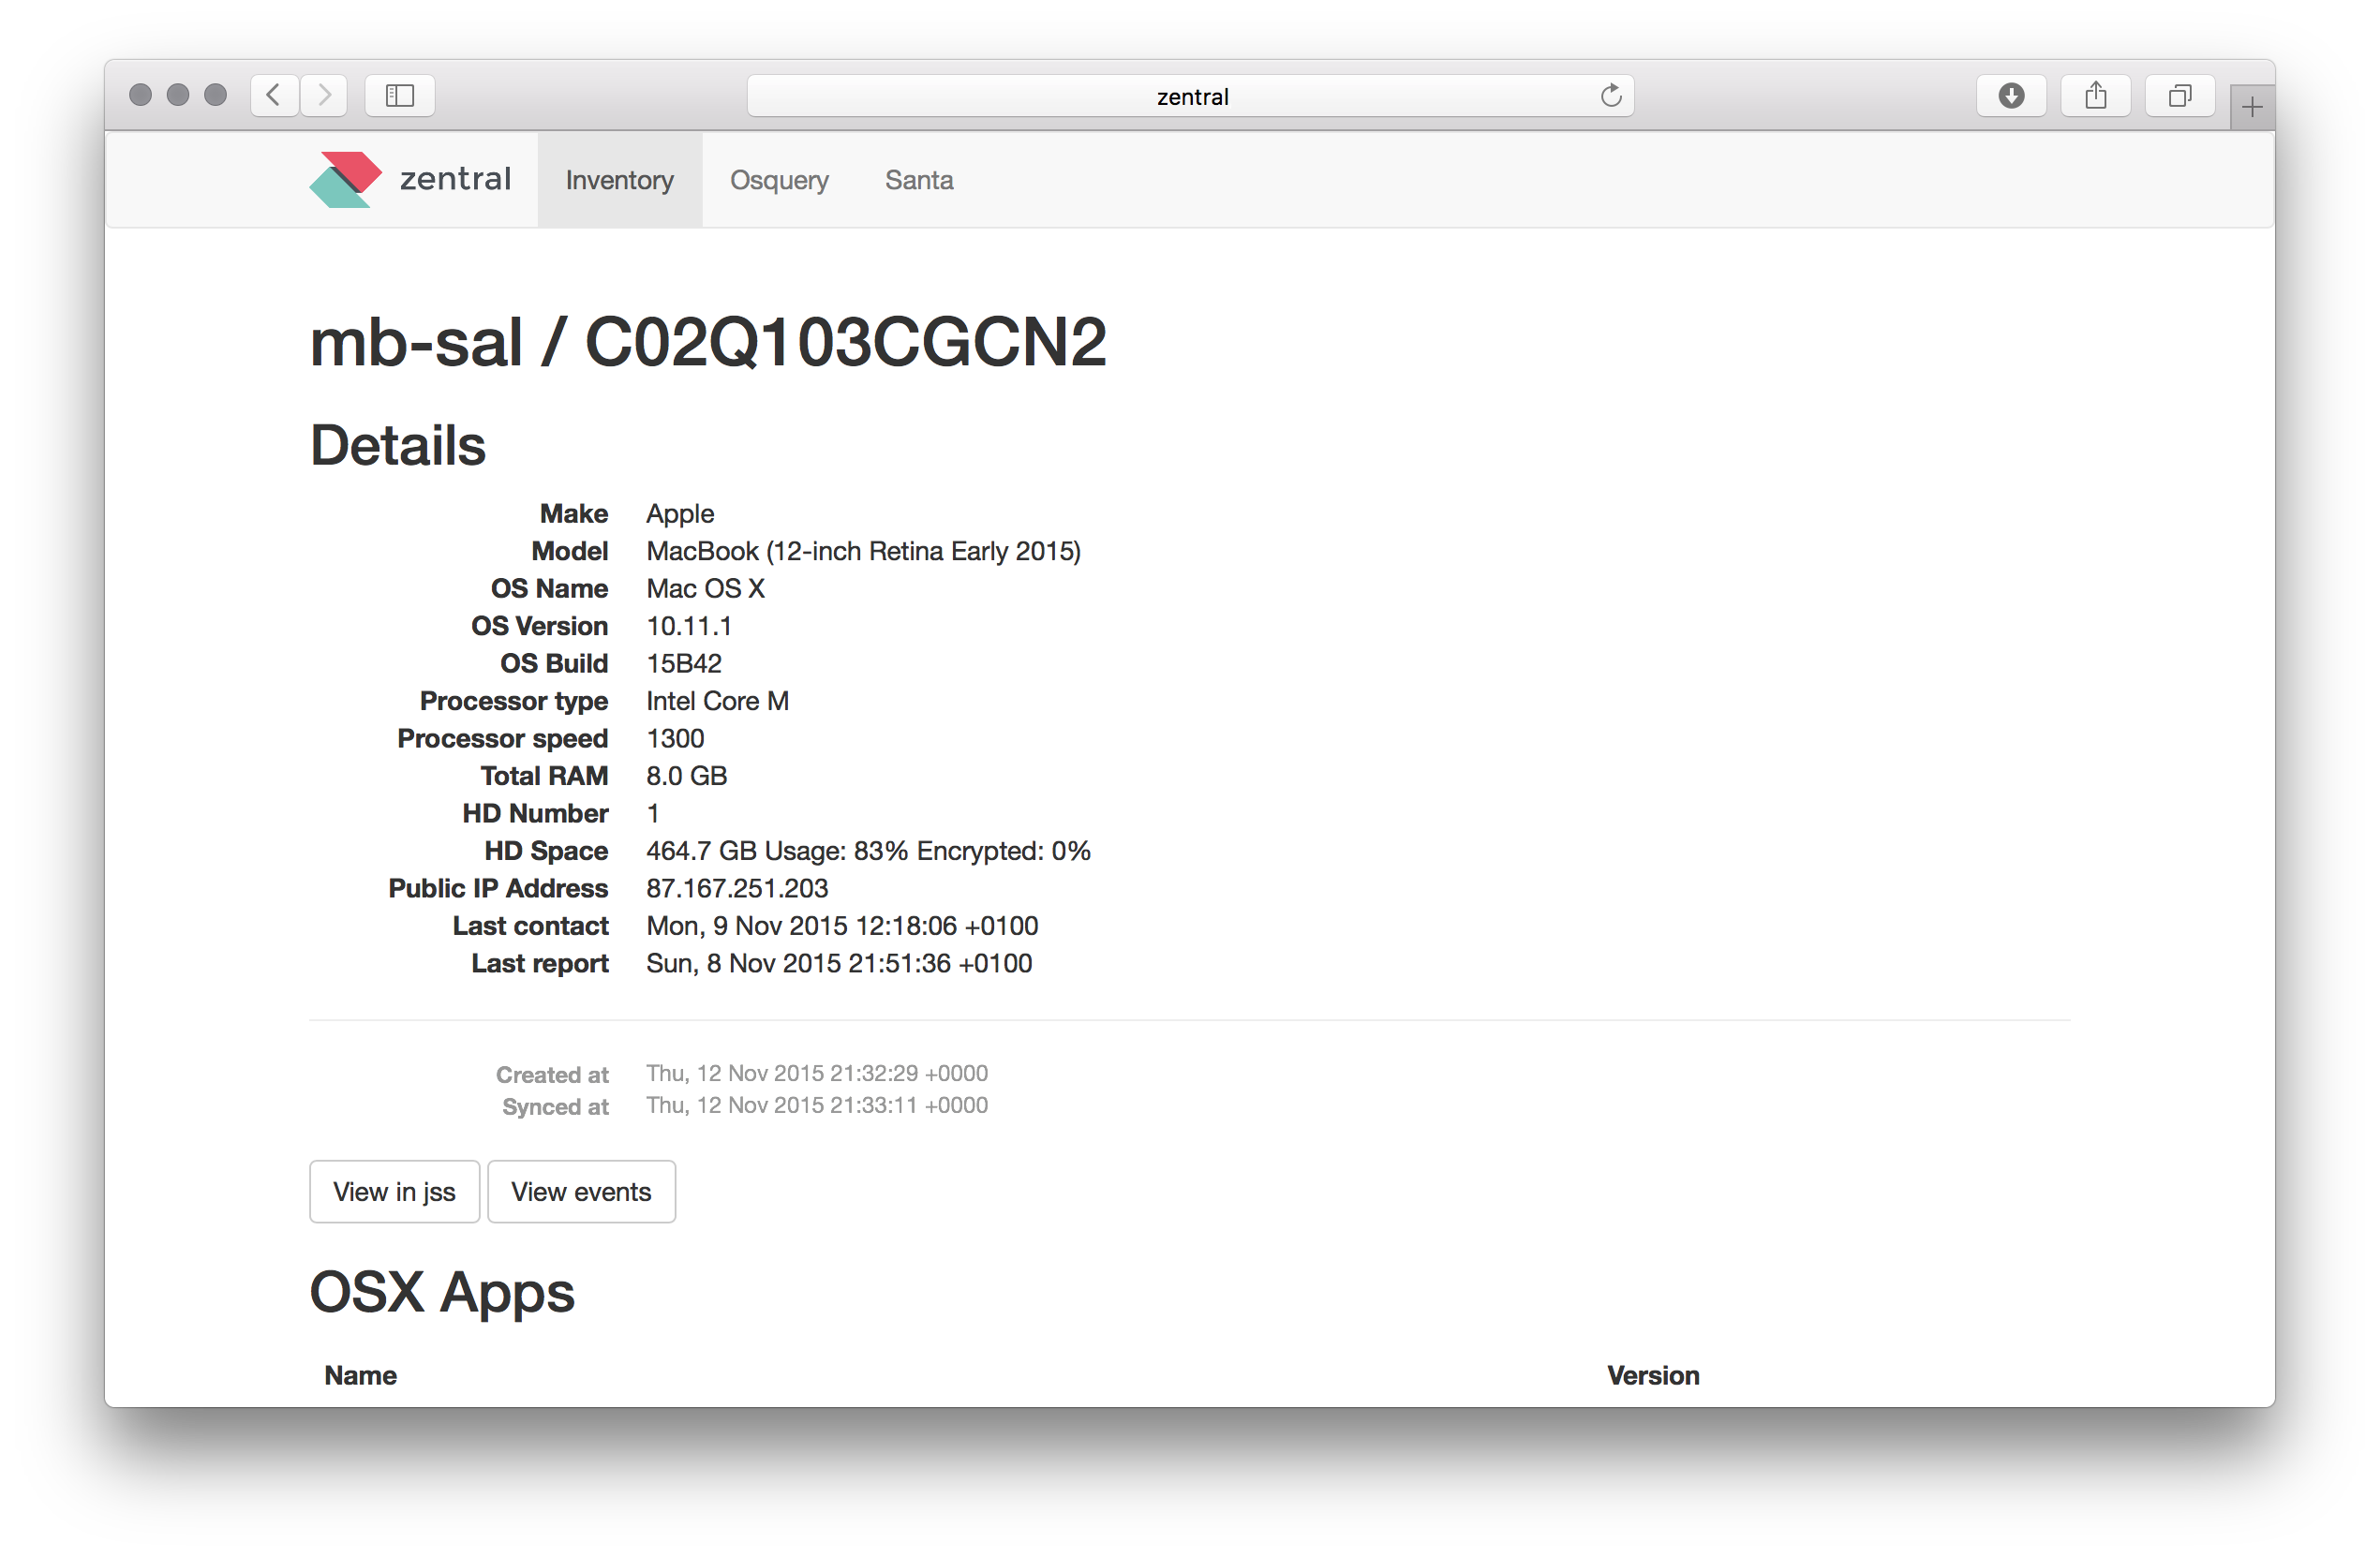 zentral
zentral Inventory Osquery Santa
mb-sal / C02Q103CGCN2
Details
Make Apple
Model MacBook (12-inch Retina Early 2015)
OS Name Mac OS X
OS Version 10.11.1
OS Build 15B42
Processor type Intel Core M
Processor speed 1300
Total RAM 8.0 GB
HD Number 1
HD Space 464.7 GB Usage: 83% Encrypted: 0%
Public IP Address 87.167.251.203
Last contact Mon, 9 Nov 2015 12:18:06 +0100
Last report Sun, 8 Nov 2015 21:51:36 +0100
Created at Thu, 12 Nov 2015 21:32:29 +0000
Synced at Thu, 12 Nov 2015 21:33:11 +0000
View in jss View events
OSX Apps
Name Version